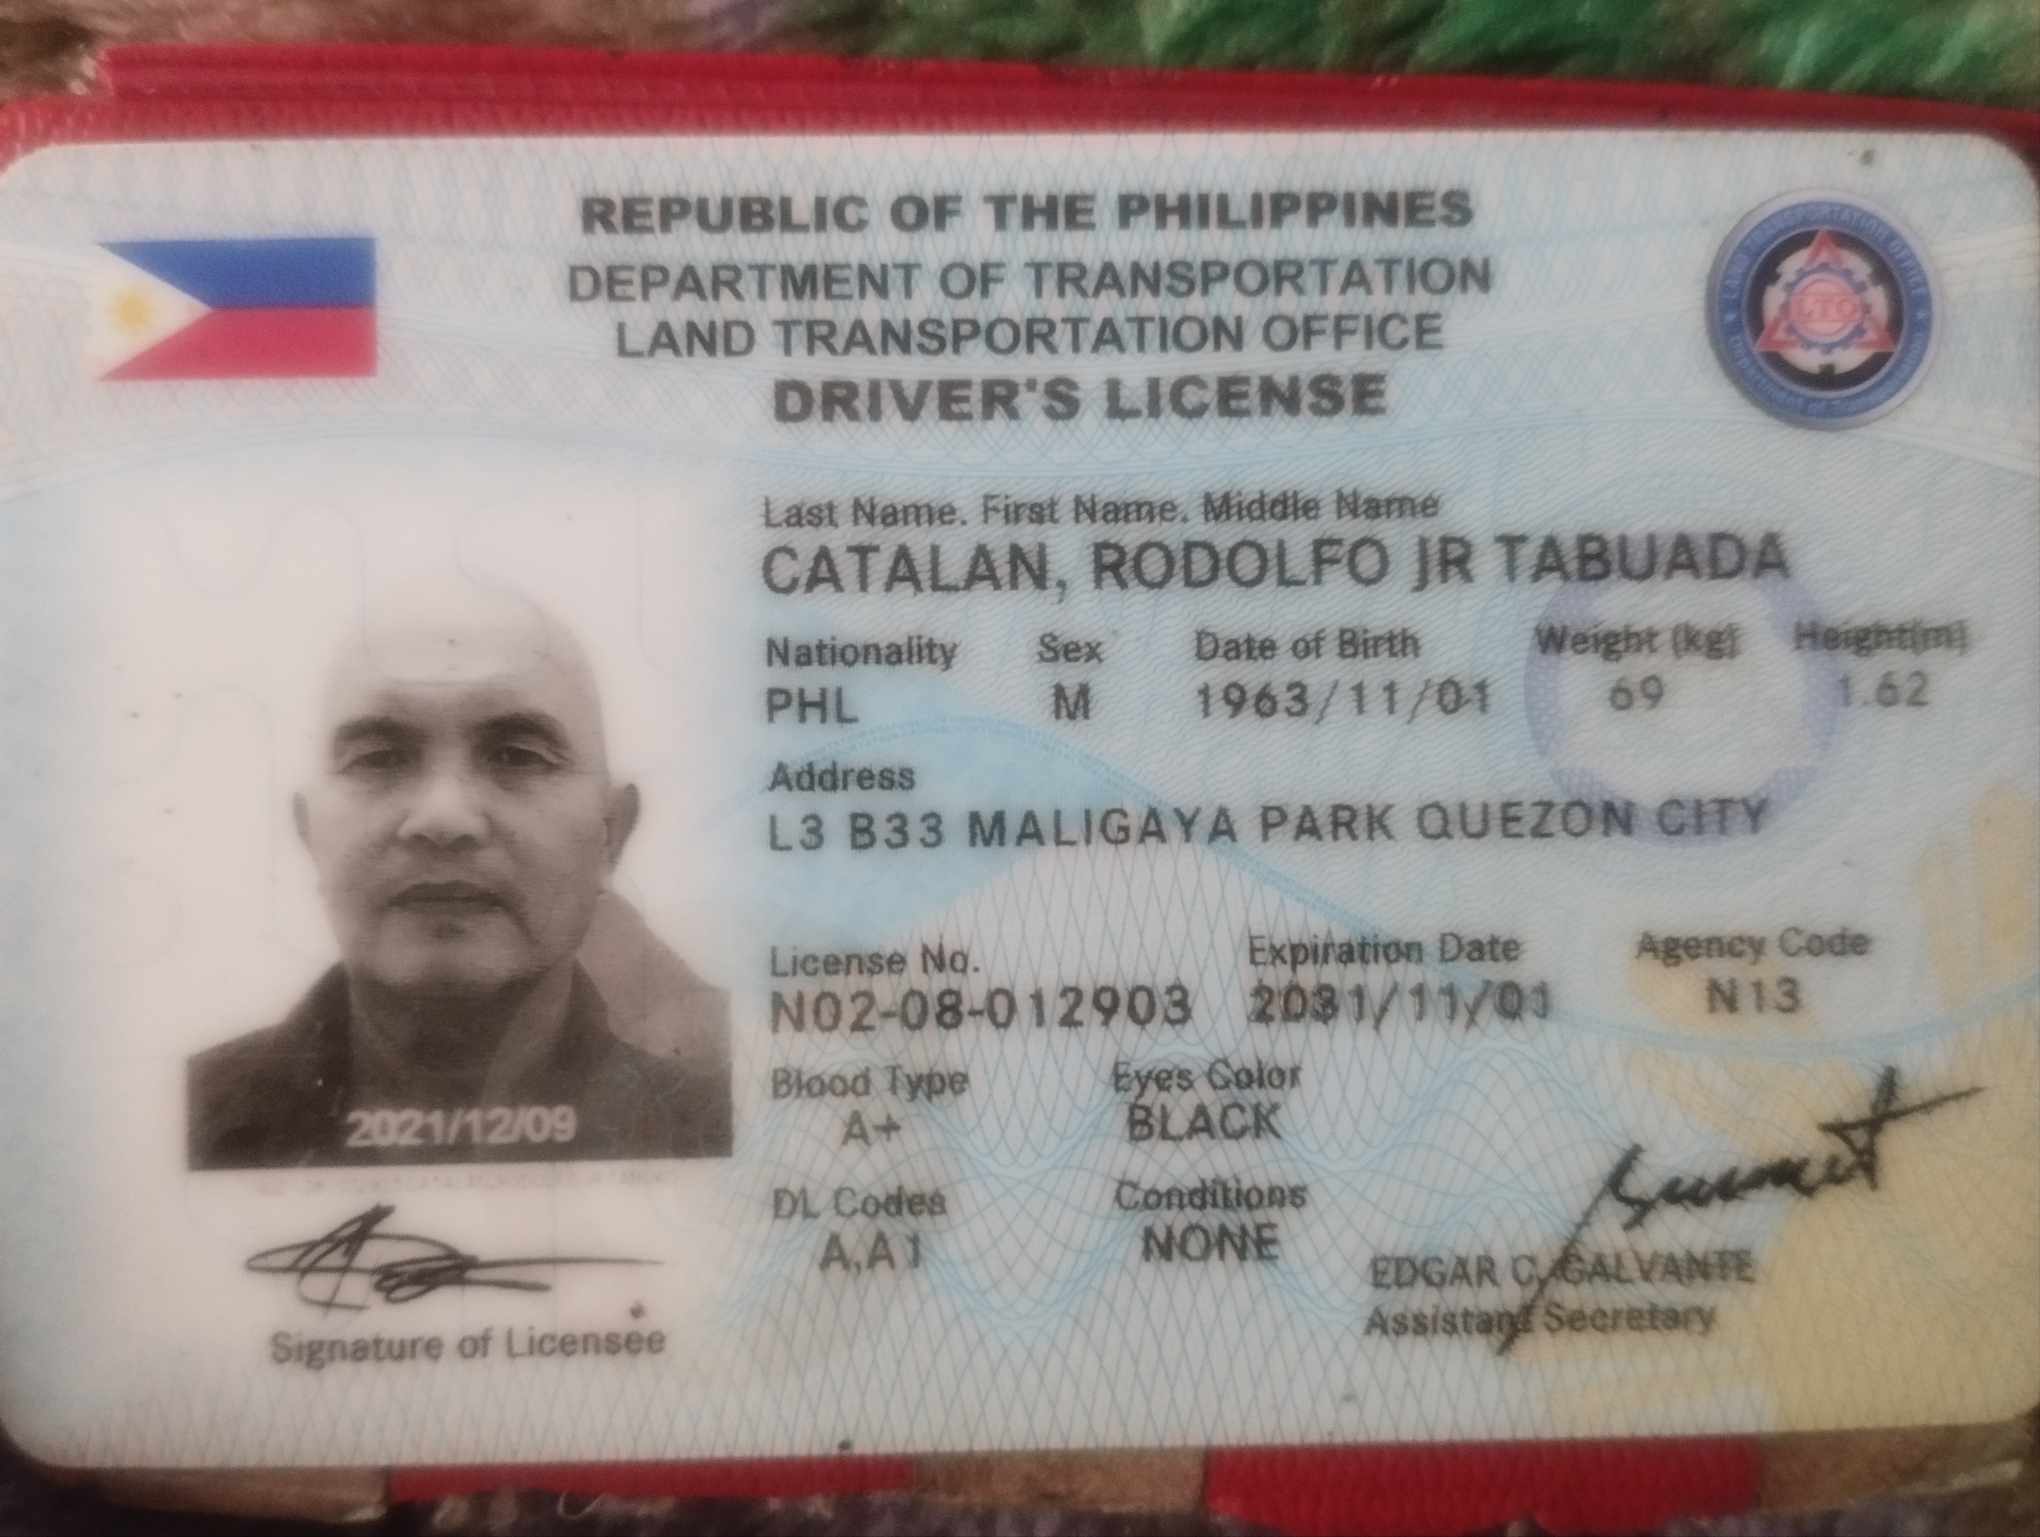 REPUBLIC OF THE PHILIPPINES
DEPARTMENT OF TRANSPORTATION
LAND TRANSPORTATION OFFICE
DRIVER'S LICENSE
LTO
Last Name. First Name. Middle Name
CATALAN, RODOLFO JR TABUADA
Nationality Sex Date of Birth Weight (kg) Height(m)
PHL M 1963/11/01 69 1.62
Address
L3 B33 MALIGAYA PARK QUEZON CITY
License No. Expiration Date Agency Code
N02-08-012903 2031/11/01 N13
Blood Type Eyes Color
A+ BLACK
2021/12/09
DL Codes Conditions
A,A1 NONE
EDGAR C. GALVANTE
Assistant Secretary
Signature of Licensee